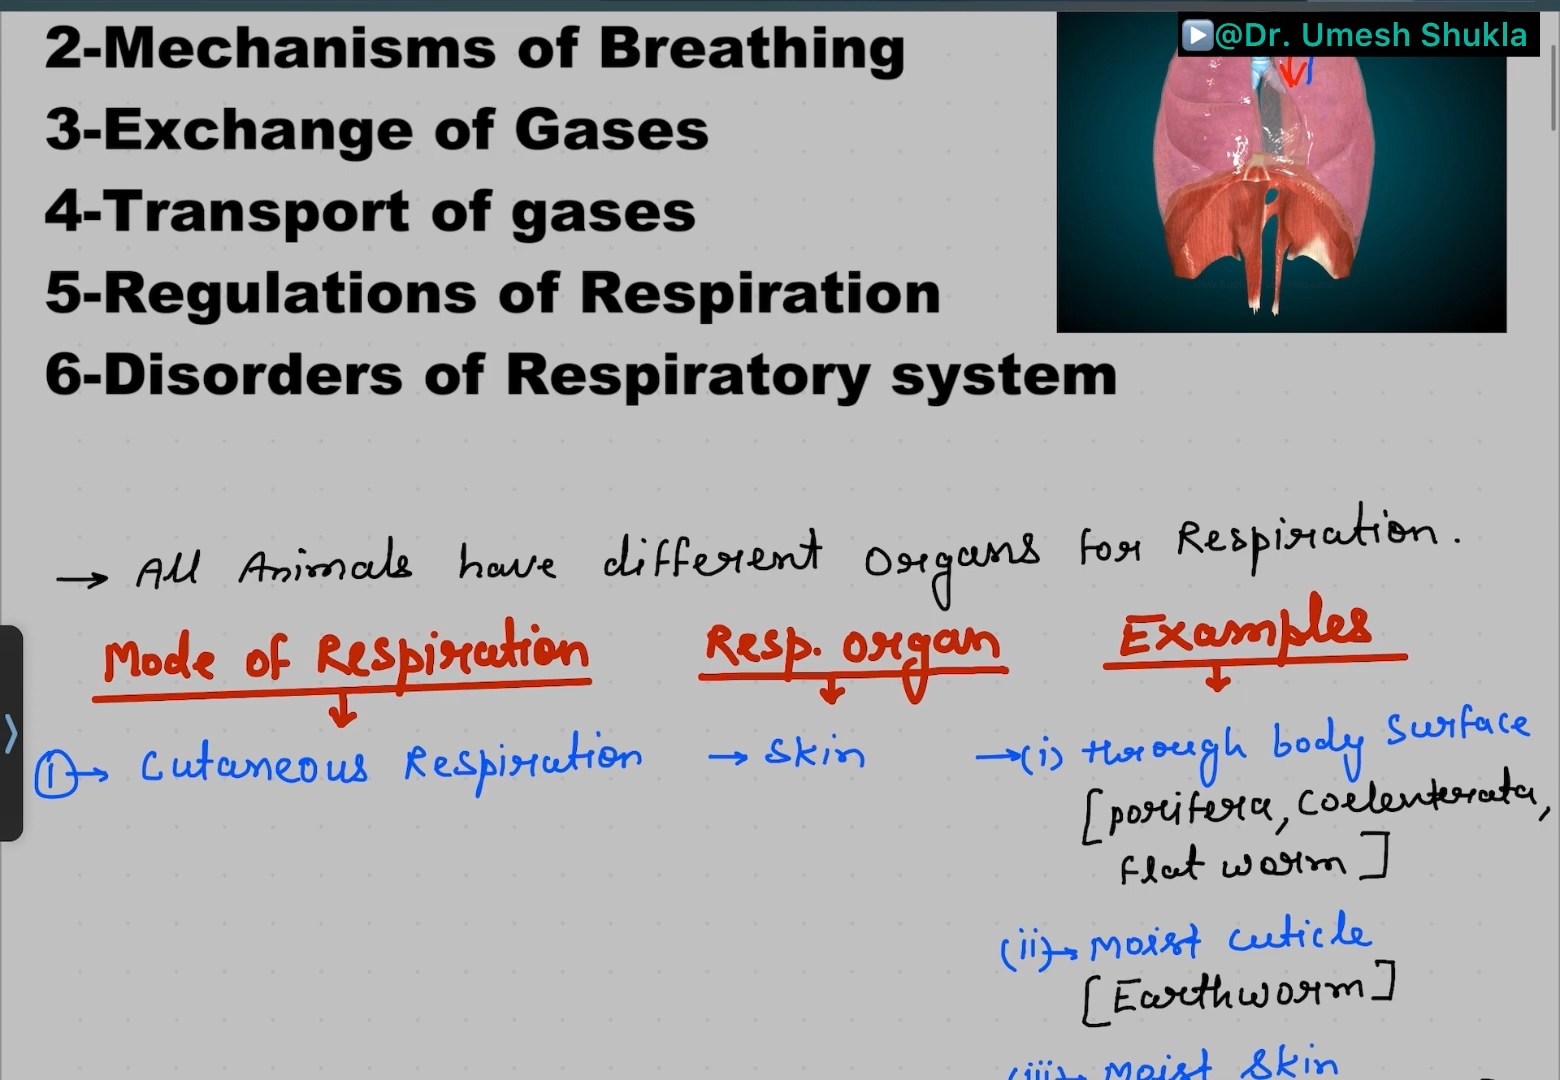 @Dr. Umesh Shukla
2-Mechanisms of Breathing
3-Exchange of Gases
4-Transport of gases
5-Regulations of Respiration
6-Disorders of Respiratory system
→ All Animals have different organs for Respiration.
Mode of Respiration Resp. organ Examples
①→ Cutaneous Respiration → Skin →(i) through body surface
[porifera, Coelenterata,
flat worm]
(ii)→ Moist cuticle
[Earthworm]
(iii)→ Moist Skin